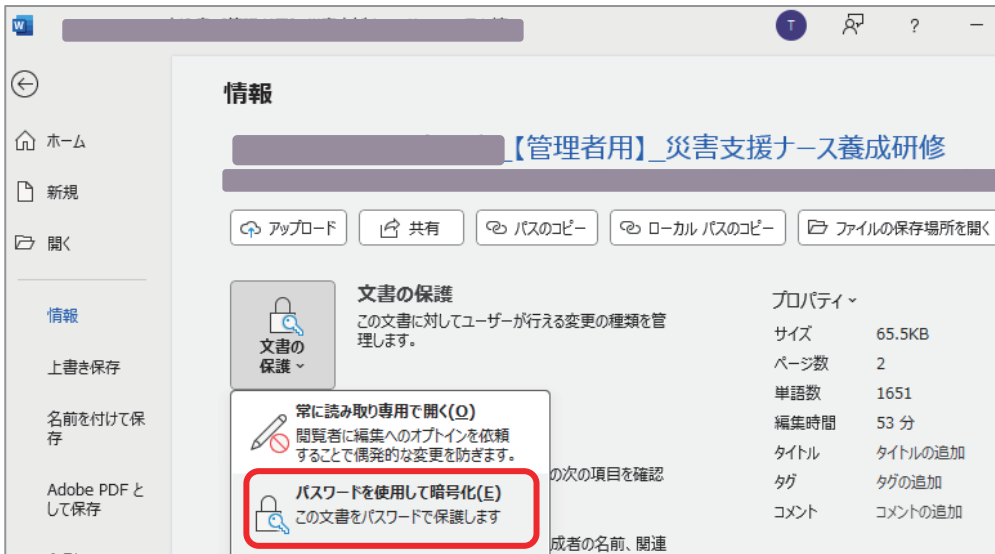 W
T
?
情報
ホーム
_【管理者用】_災害支援ナース養成研修
新規
アップロード
共有
パスのコピー
ローカル パスのコピー
ファイルの保存場所を開く
開く
情報
上書き保存
名前を付けて保
存
Adobe PDF と
して保存
文書の
保護
文書の保護
この文書に対してユーザーが行える変更の種類を管
理します。
常に読み取り専用で開く(O)
閲覧者に編集へのオプトインを依頼
することで偶発的な変更を防ぎます。
パスワードを使用して暗号化(E)
この文書をパスワードで保護します
の次の項目を確認
成者の名前、関連
プロパティ
サイズ 65.5KB
ページ数 2
単語数 1651
編集時間 53 分
タイトル タイトルの追加
タグ タグの追加
コメント コメントの追加